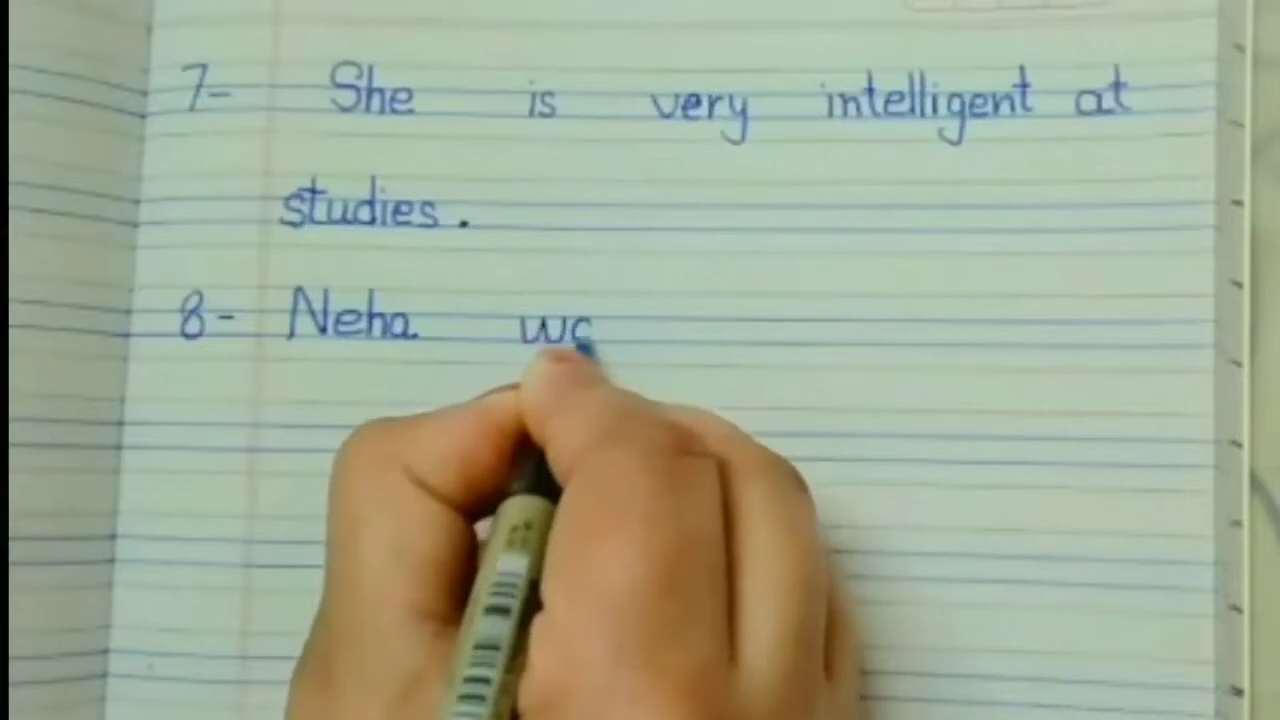 7- She is very intelligent at
studies.
8- Neha